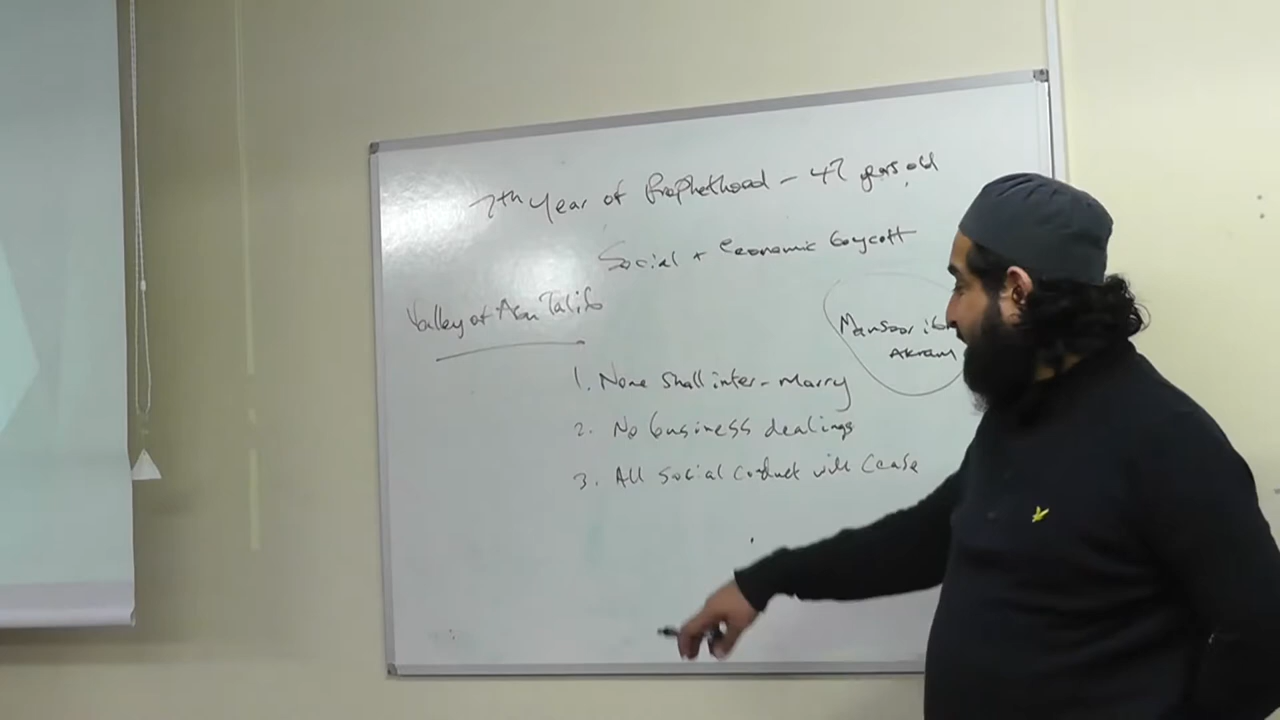 7th Year of Prophethood - 47 years old
Social + Economic Boycott
Valley of Abu Talib
Mansoor ibn
Akram
1. None shall inter-marry
2. No business dealings
3. All social conduct will cease